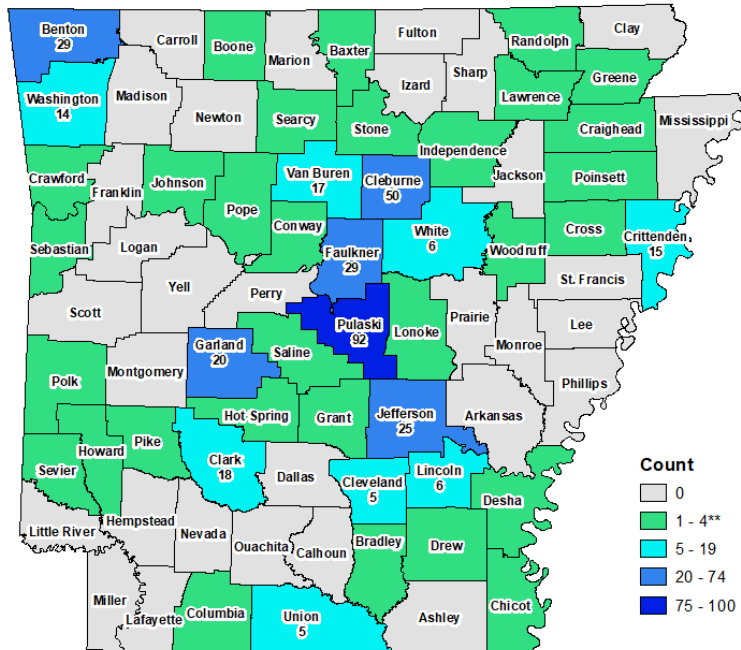 Benton
29
Carroll
Boone
Marion
Baxter
Fulton
Randolph
Clay
Sharp
Izard
Greene
Lawrence
Washington
14
Madison
Newton
Searcy
Stone
Independence
Craighead
Mississippi
Crawford
Franklin
Johnson
Pope
Van Buren
17
Cleburne
50
Jackson
Poinsett
Conway
White
6
Woodruff
Cross
Crittenden
15
Sebastian
Logan
Faulkner
29
St. Francis
Scott
Yell
Perry
Pulaski
92
Lonoke
Prairie
Monroe
Lee
Garland
20
Saline
Polk
Montgomery
Phillips
Hot Spring
Grant
Jefferson
25
Arkansas
Howard
Pike
Sevier
Clark
18
Dallas
Cleveland
5
Lincoln
6
Desha
Little River
Hempstead
Nevada
Ouachita
Calhoun
Bradley
Drew
Miller
Lafayette
Columbia
Union
5
Ashley
Chicot
Count
0
1 - 4**
5 - 19
20 - 74
75 - 100